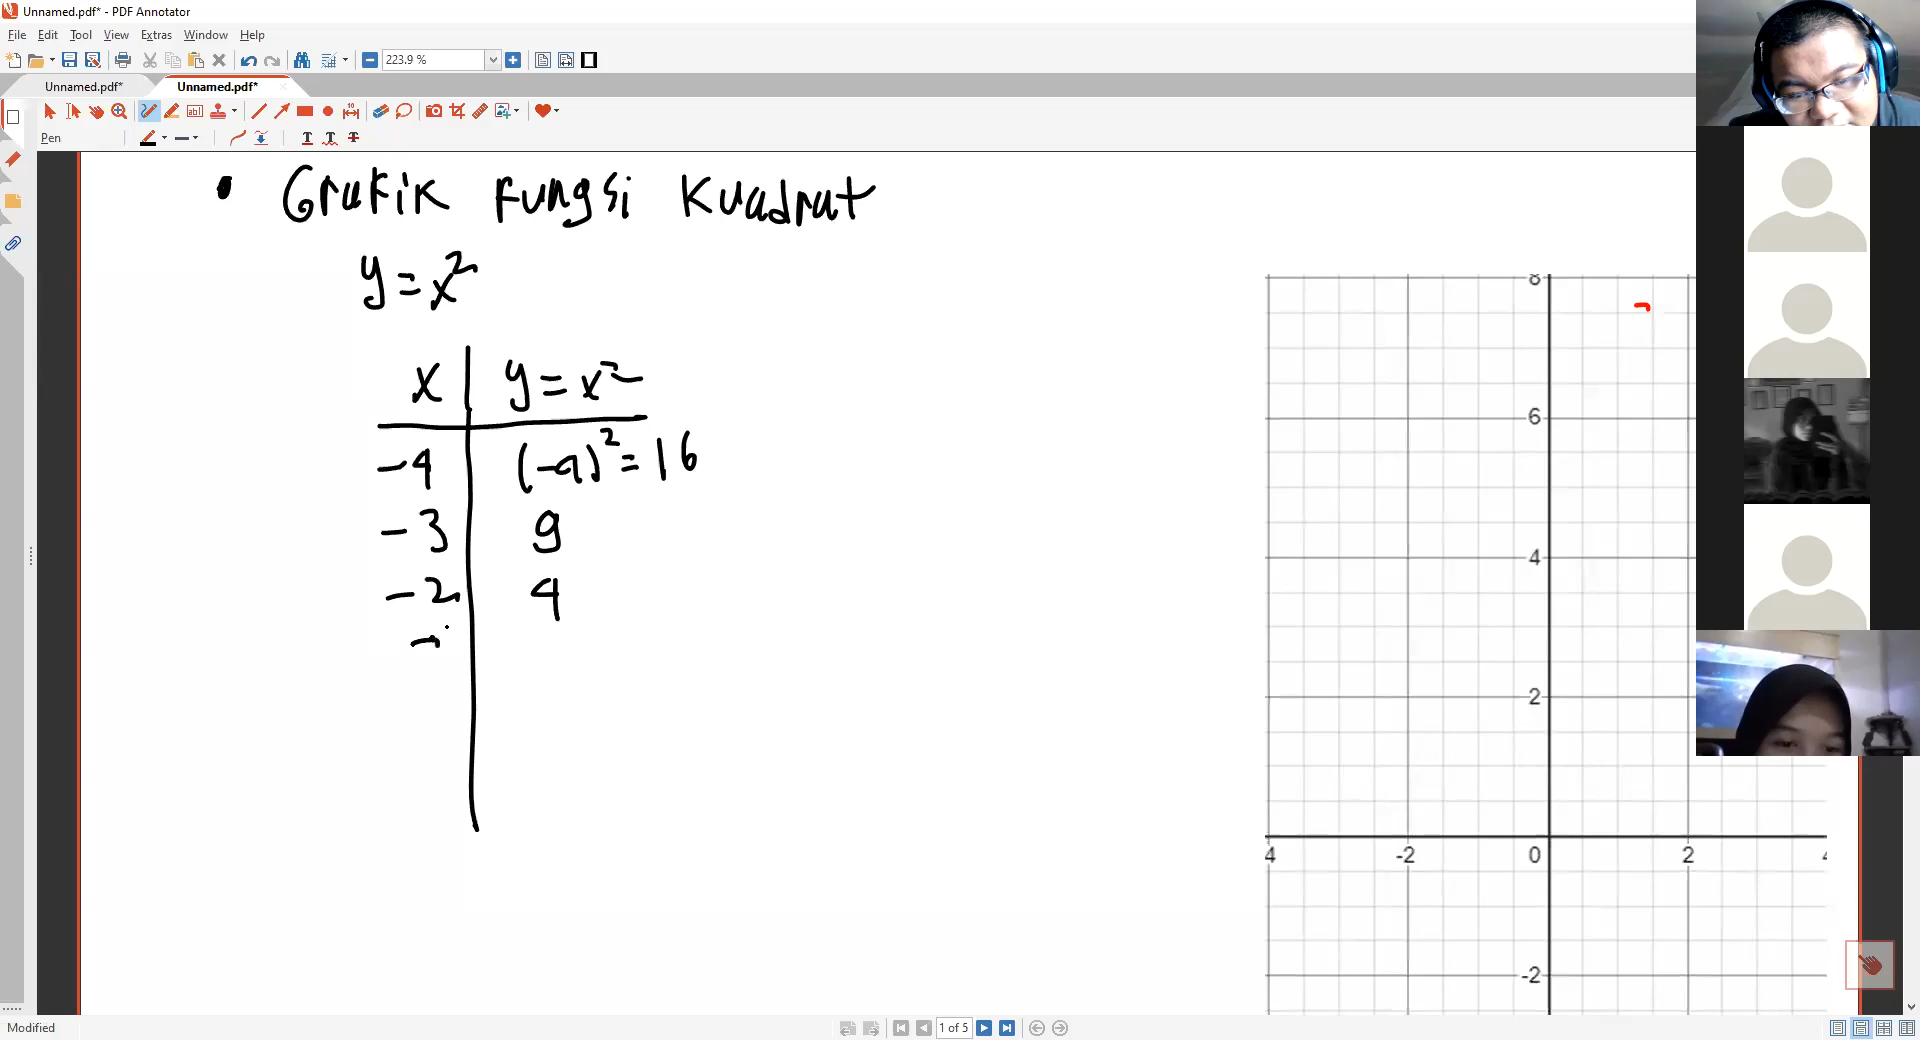 Unnamed.pdf* - PDF Annotator
File Edit Tool View Extras Window Help
223.9 %
Unnamed.pdf* Unnamed.pdf*
Pen
• Grafik Fungsi Kuadrat
y = x²
x | y = x²
-4 | (-4)² = 16
-3 | 9
-2 | 4
8
6
4
2
4 -2 0 2 4
-2
Modified
1 of 5